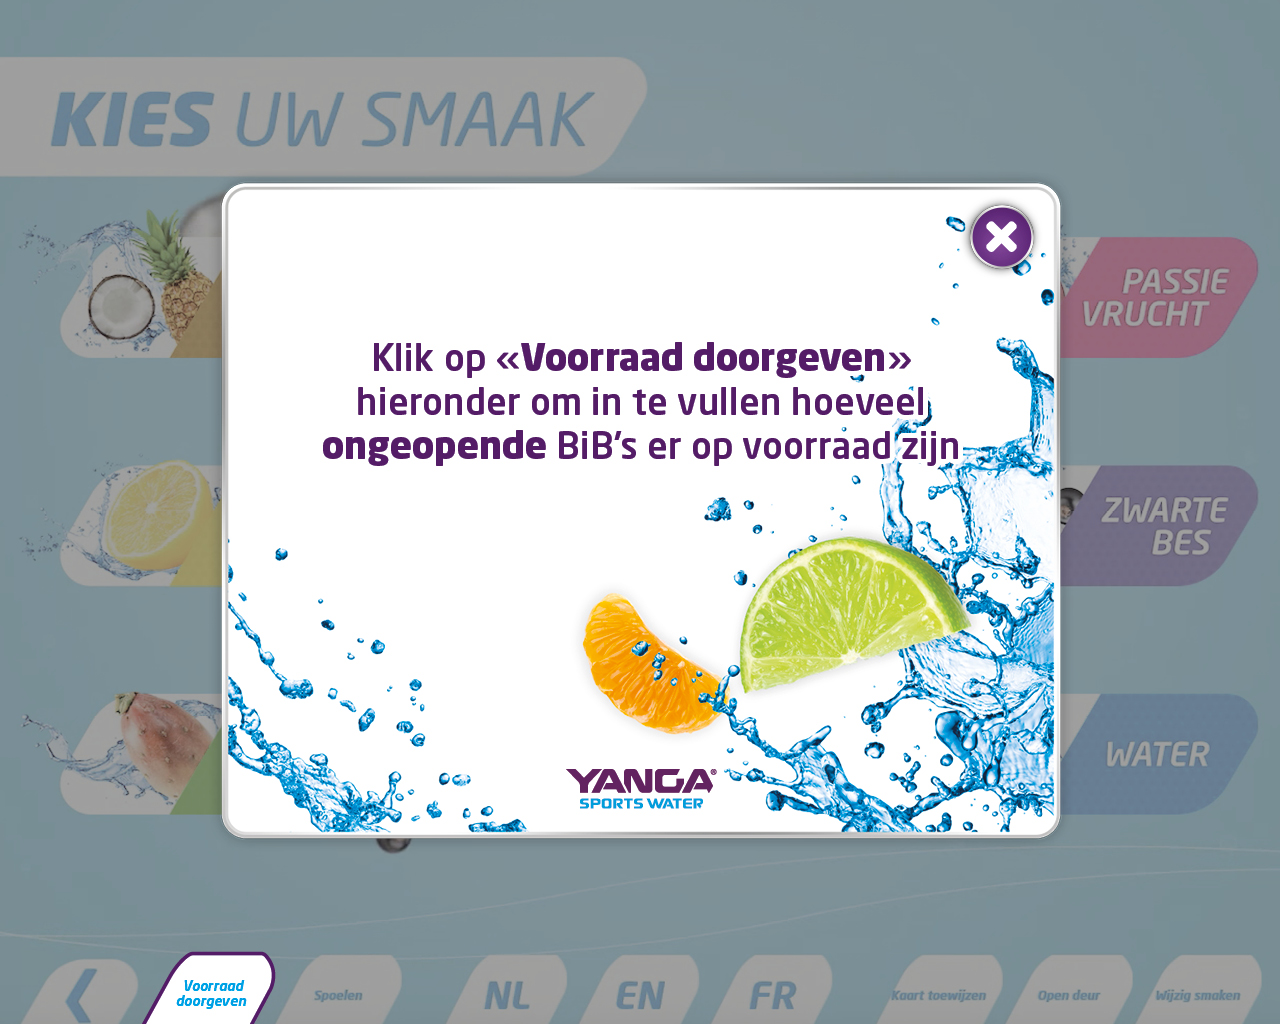 KIES UW SMAAK
Klik op «Voorraad doorgeven»
hieronder om in te vullen hoeveel
ongeopende BiB's er op voorraad zijn
PASSIE
VRUCHT
ZWARTE
BES
WATER
YANGA®
SPORTS WATER
Voorraad
doorgeven
Spoelen
NL
EN
FR
Kaart toewijzen
Open deur
Wijzig smaken